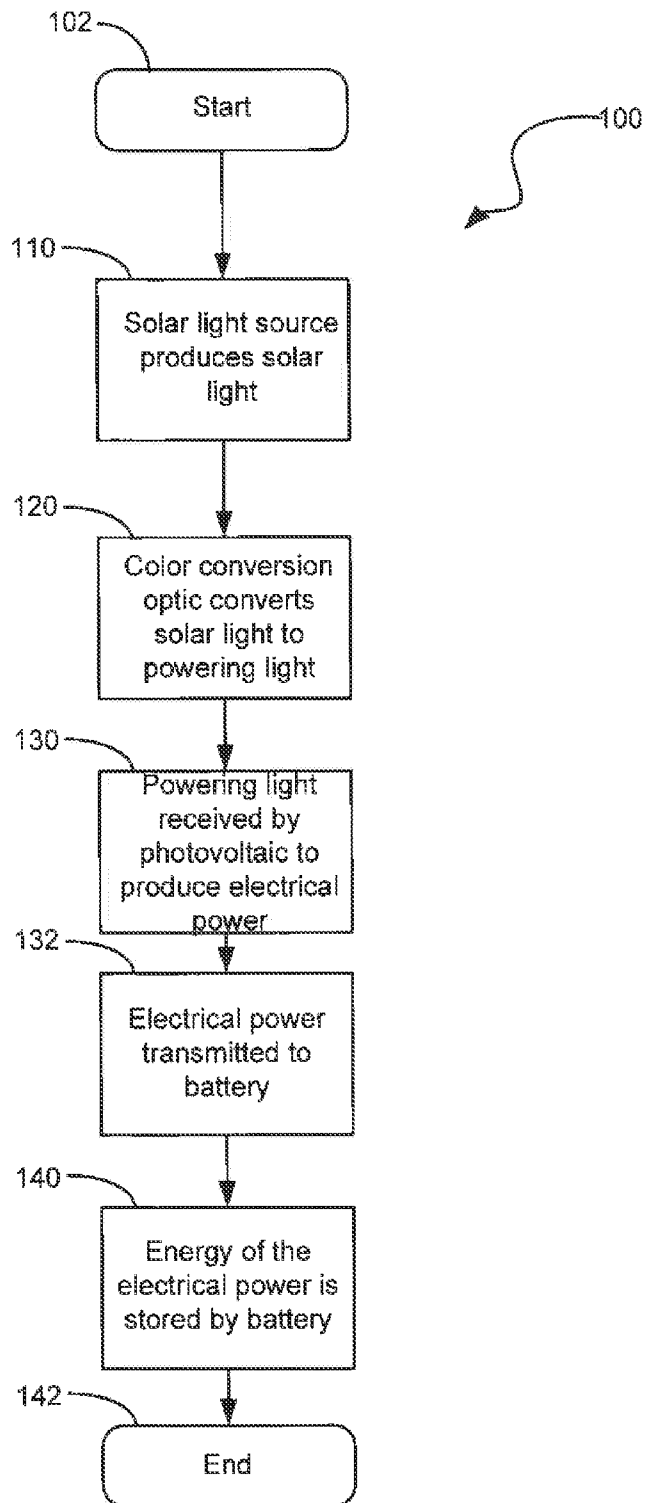 102
Start
100
110
Solar light source
produces solar
light
120
Color conversion
optic converts
solar light to
powering light
130
Powering light
received by
photovoltaic to
produce electrical
power
132
Electrical power
transmitted to
battery
140
Energy of the
electrical power is
stored by battery
142
End